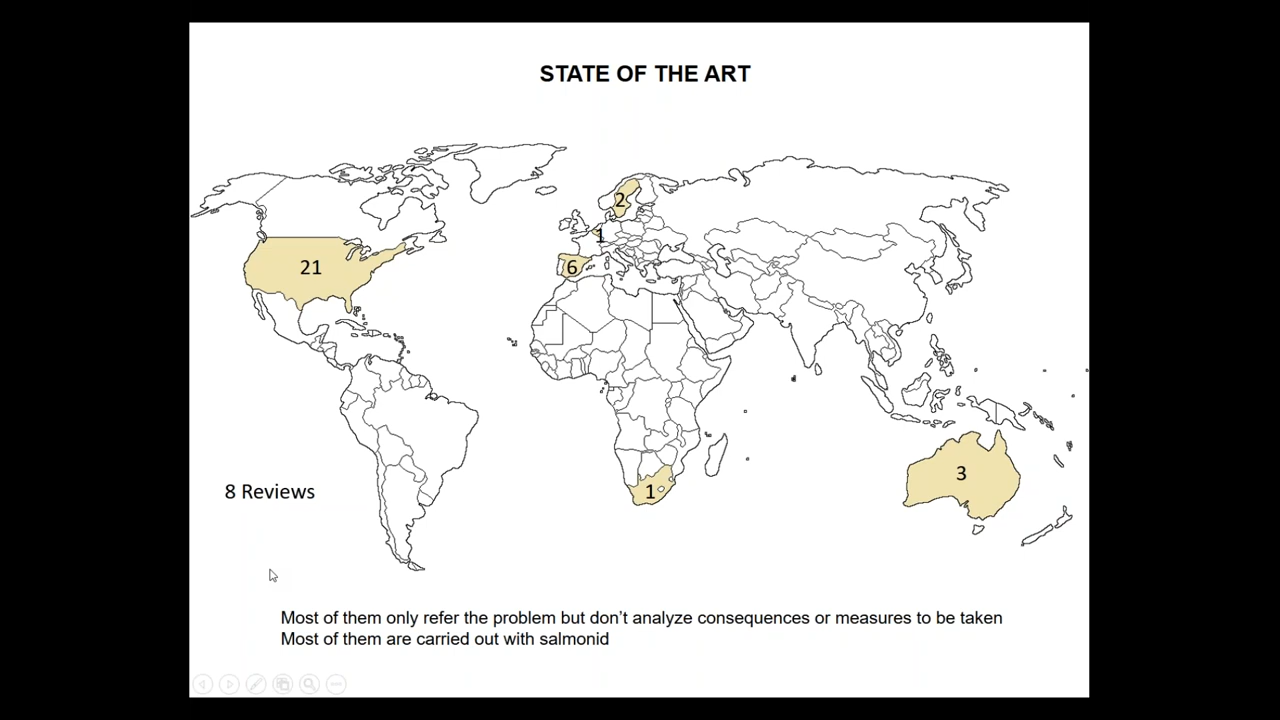 STATE OF THE ART
2
1
21
6
3
1
8 Reviews
Most of them only refer the problem but don’t analyze consequences or measures to be taken
Most of them are carried out with salmonid